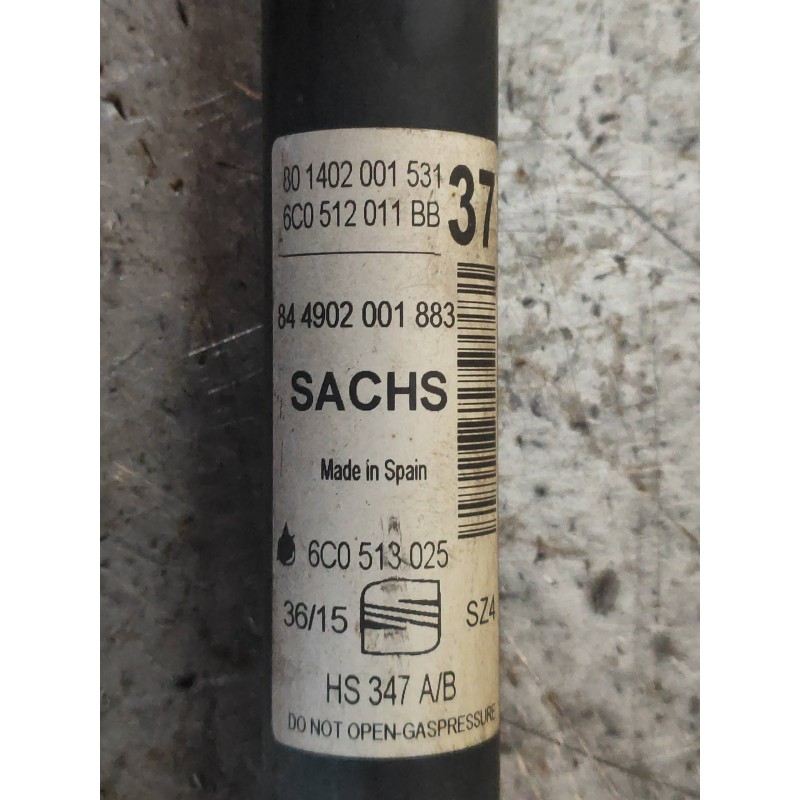 80 1402 001 531
6C0 512 011 BB
37
84 4902 001 883
SACHS
Made in Spain
6C0 513 025
36/15
SZ4
HS 347 A/B
DO NOT OPEN-GASPRESSURE